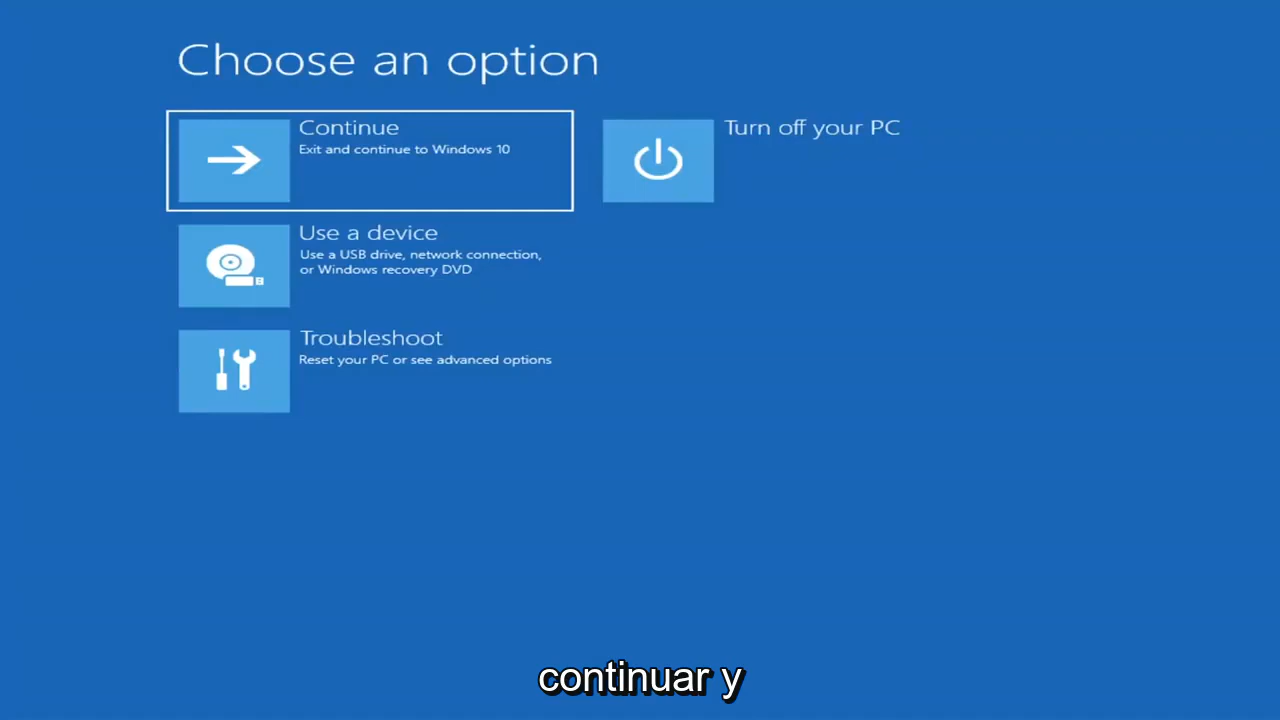 Choose an option
Continue
Exit and continue to Windows 10
Turn off your PC
Use a device
Use a USB drive, network connection,
or Windows recovery DVD
Troubleshoot
Reset your PC or see advanced options
continuar y